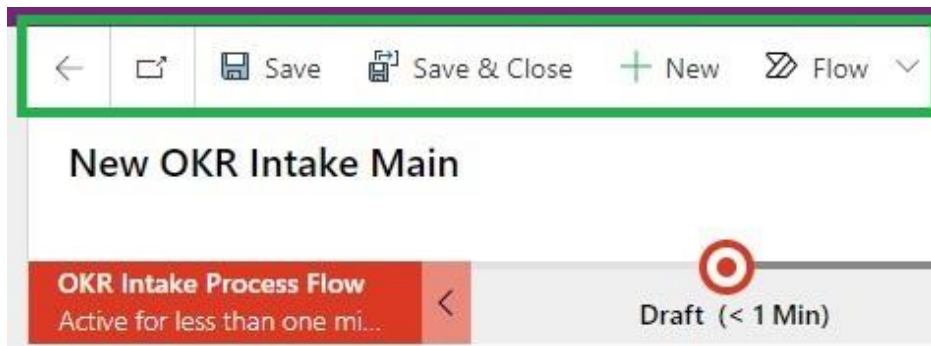 Save Save & Close New Flow
New OKR Intake Main
OKR Intake Process Flow
Active for less than one mi...
Draft (< 1 Min)